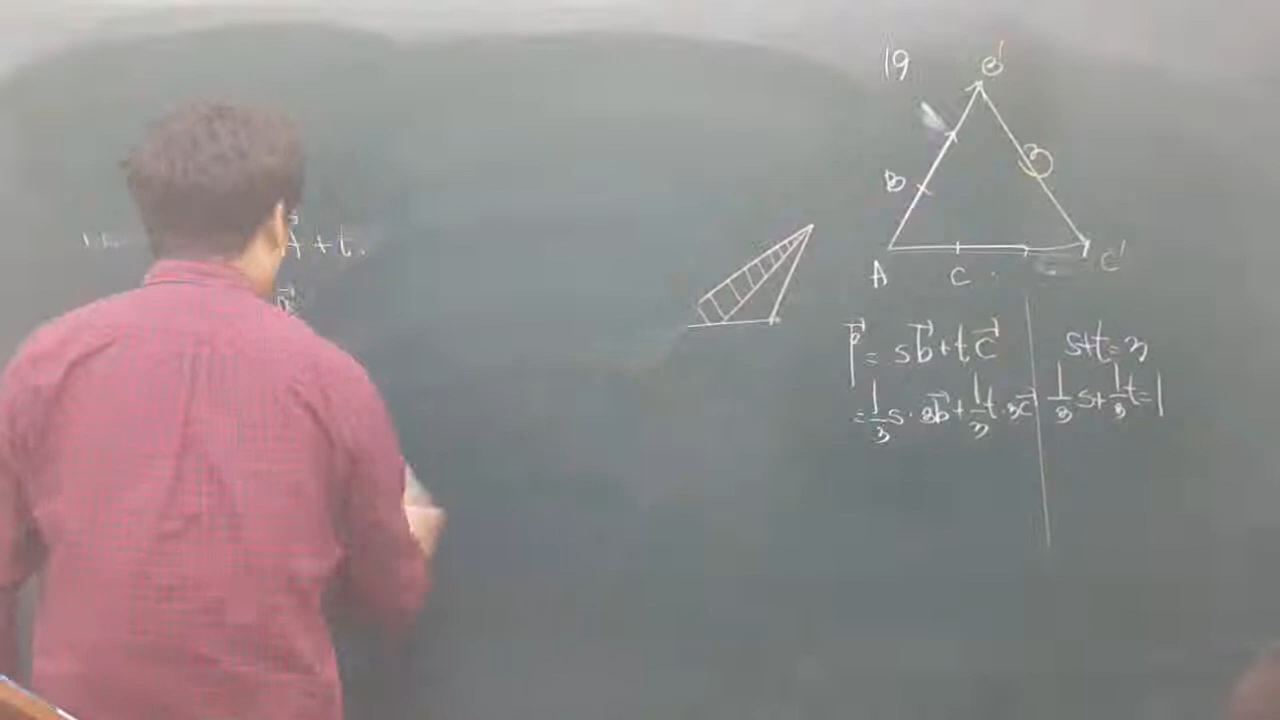 19
B'
B
3
A
C
C'
A⃗ + t.
p⃗ = sb⃗ + tc⃗
s+t=3
= 1/3 s · 3b⃗ + 1/3 t · 3c⃗
1/3 s + 1/3 t = 1